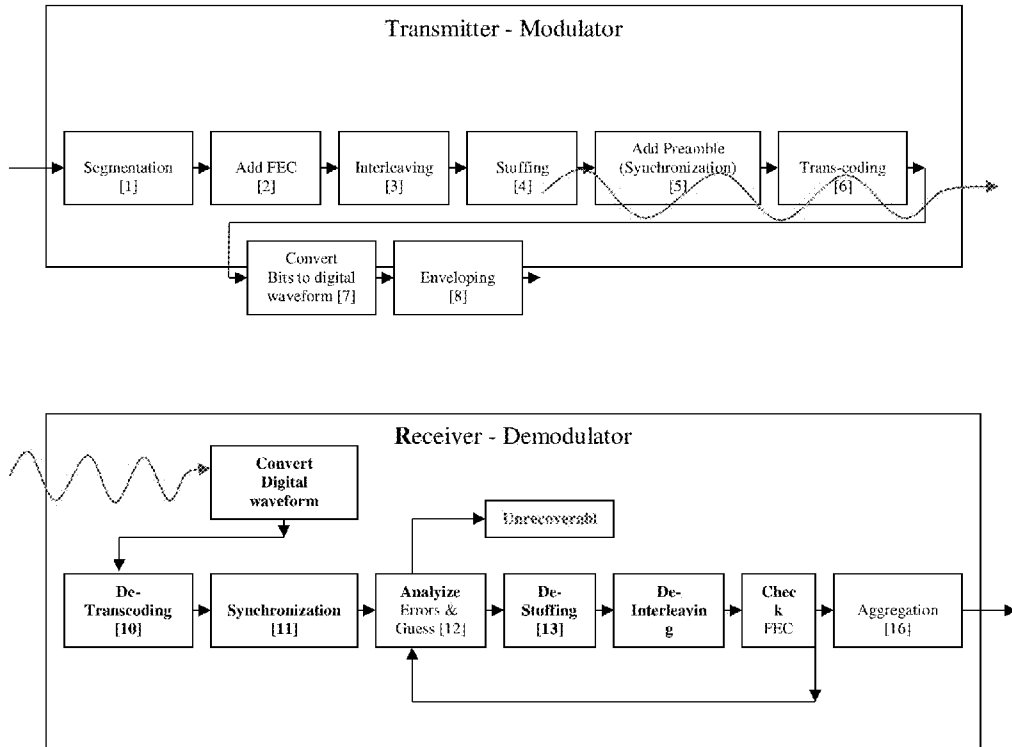 Transmitter - Modulator
Segmentation
[1]
Add FEC
[2]
Interleaving
[3]
Stuffing
[4]
Add Preamble
(Synchronization)
[5]
Trans-coding
[6]
Convert
Bits to digital
waveform [7]
Enveloping
[8]
Receiver - Demodulator
Convert
Digital
waveform
Unrecoverabl
De-
Transcoding
[10]
Synchronization
[11]
Analyize
Errors &
Guess [12]
De-
Stuffing
[13]
De-
Interleavin
g
Chec
k
FEC
Aggregation
[16]